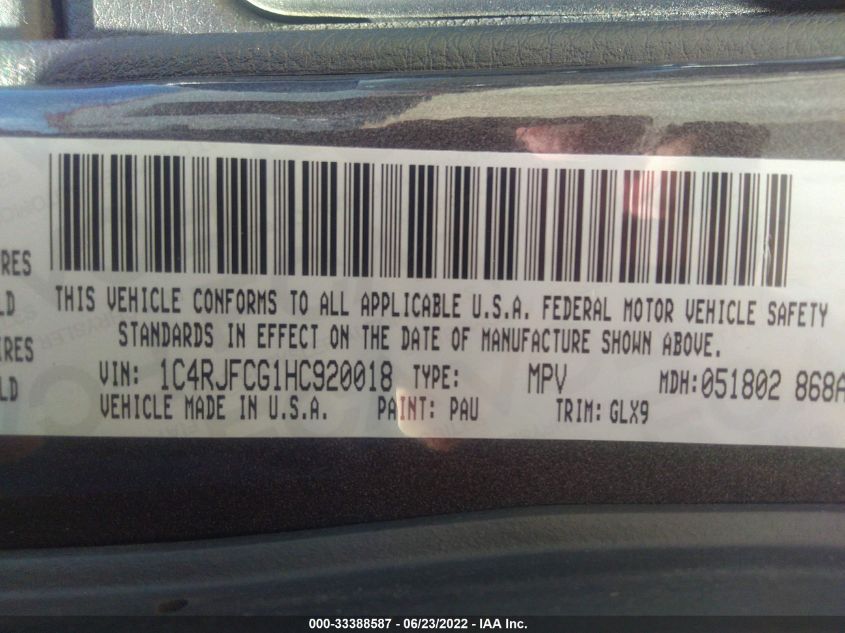 RES
LD
THIS VEHICLE CONFORMS TO ALL APPLICABLE U.S.A. FEDERAL MOTOR VEHICLE SAFETY
IRES
STANDARDS IN EFFECT ON THE DATE OF MANUFACTURE SHOWN ABOVE.
LD
VIN: 1C4RJFCG1HC920018 TYPE: MPV MDH:051802 868A
VEHICLE MADE IN U.S.A. PAINT: PAU TRIM: GLX9
000-33388587 - 06/23/2022 - IAA Inc.